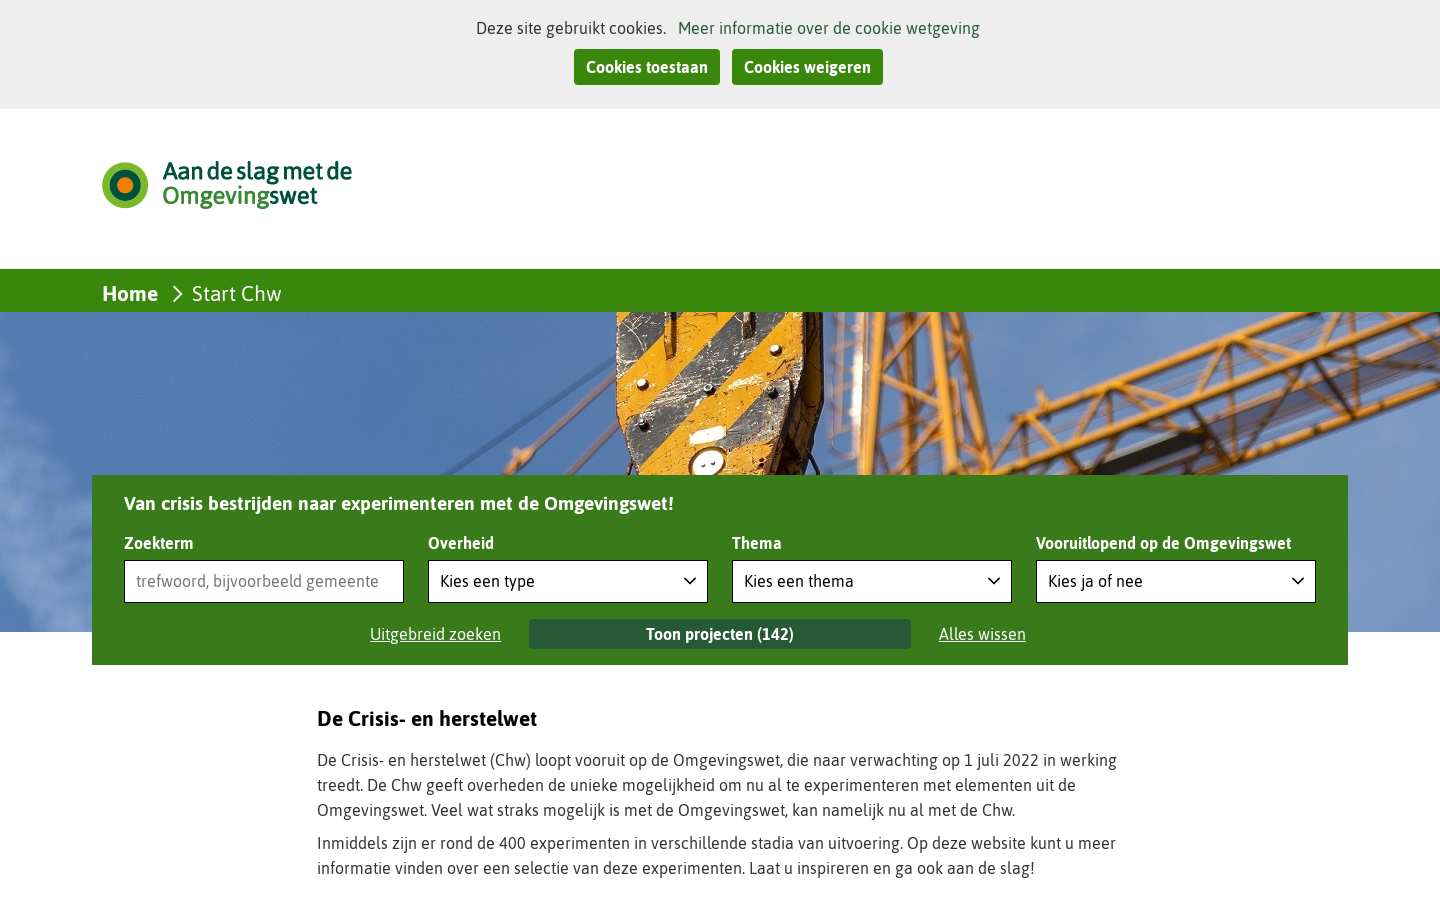 Deze site gebruikt cookies. Meer informatie over de cookie wetgeving
Cookies toestaan Cookies weigeren
Aan de slag met de
Omgevingswet
Home Start Chw
Van crisis bestrijden naar experimenteren met de Omgevingswet!
Zoekterm Overheid Thema Vooruitlopend op de Omgevingswet
trefwoord, bijvoorbeeld gemeente Kies een type Kies een thema Kies ja of nee
Uitgebreid zoeken Toon projecten (142) Alles wissen
De Crisis- en herstelwet
De Crisis- en herstelwet (Chw) loopt vooruit op de Omgevingswet, die naar verwachting op 1 juli 2022 in werking
treedt. De Chw geeft overheden de unieke mogelijkheid om nu al te experimenteren met elementen uit de
Omgevingswet. Veel wat straks mogelijk is met de Omgevingswet, kan namelijk nu al met de Chw.
Inmiddels zijn er rond de 400 experimenten in verschillende stadia van uitvoering. Op deze website kunt u meer
informatie vinden over een selectie van deze experimenten. Laat u inspireren en ga ook aan de slag!